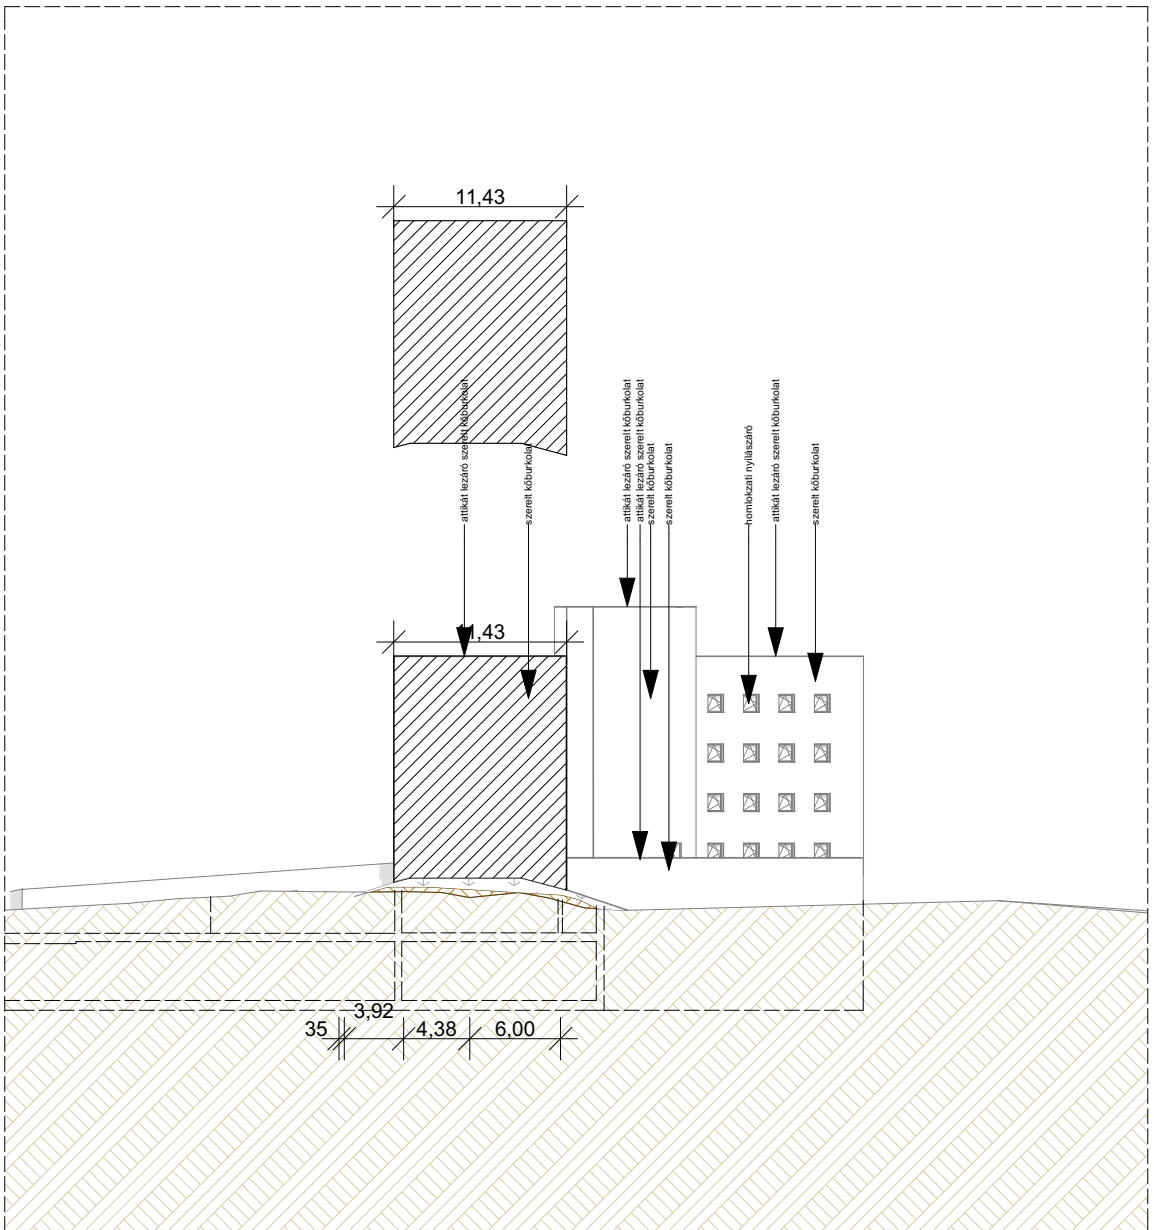 11,43
attikát lezáró szerelt kőburkolat
szerelt kőburkolat
attikát lezáró szerelt kőburkolat
attikát lezáró szerelt kőburkolat
szerelt kőburkolat
szerelt kőburkolat
homlokzati nyílászáró
attikát lezáró szerelt kőburkolat
szerelt kőburkolat
11,43
35
3,92
4,38
6,00